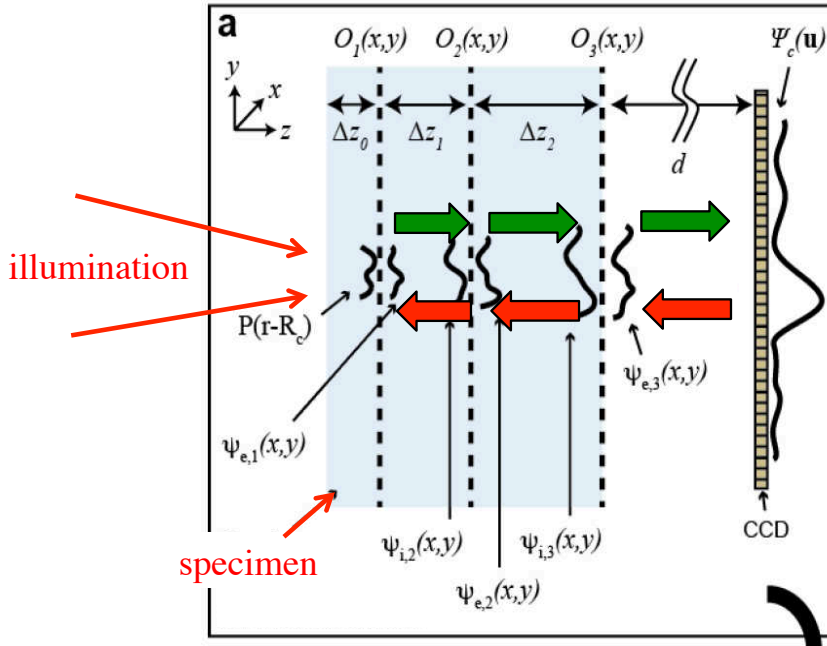 a
O₁(x,y) O₂(x,y) O₃(x,y) Ψc(u)
y
x
z
Δz₀ Δz₁ Δz₂
d
illumination
P(r-Rc)
ψe,3(x,y)
ψe,1(x,y)
CCD
ψi,2(x,y) ψi,3(x,y)
specimen
ψe,2(x,y)